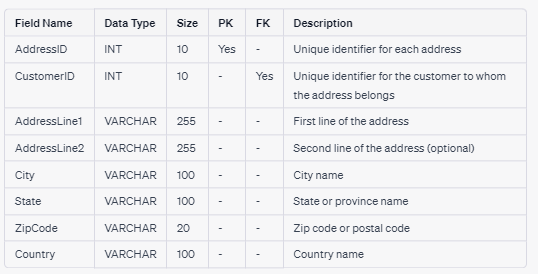 Field Name Data Type Size PK FK Description
AddressID INT 10 Yes - Unique identifier for each address
CustomerID INT 10 - Yes Unique identifier for the customer to whom
the address belongs
AddressLine1 VARCHAR 255 - - First line of the address
AddressLine2 VARCHAR 255 - - Second line of the address (optional)
City VARCHAR 100 - - City name
State VARCHAR 100 - - State or province name
ZipCode VARCHAR 20 - - Zip code or postal code
Country VARCHAR 100 - - Country name